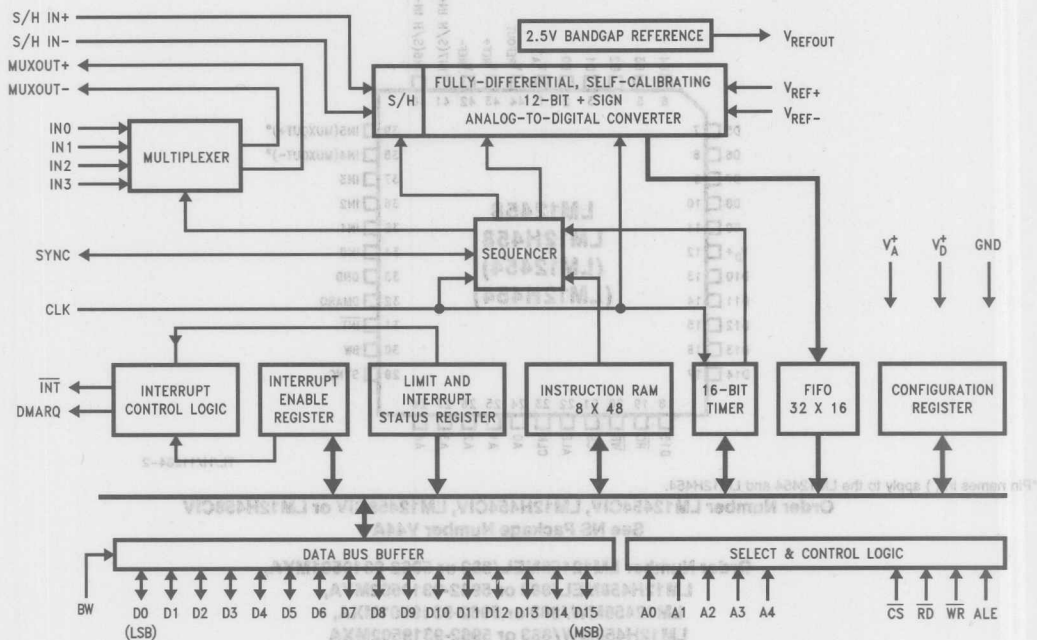 S/H IN+
S/H IN-
MUXOUT+
MUXOUT-
IN0
IN1
IN2
IN3
MULTIPLEXER
2.5V BANDGAP REFERENCE
VREFOUT
S/H
FULLY-DIFFERENTIAL, SELF-CALIBRATING
12-BIT + SIGN
ANALOG-TO-DIGITAL CONVERTER
VREF+
VREF-
SYNC
SEQUENCER
CLK
VA+
VD+
GND
INT
DMARQ
INTERRUPT
CONTROL LOGIC
INTERRUPT
ENABLE
REGISTER
LIMIT AND
INTERRUPT
STATUS REGISTER
INSTRUCTION RAM
8 X 48
16-BIT
TIMER
FIFO
32 X 16
CONFIGURATION
REGISTER
DATA BUS BUFFER
SELECT & CONTROL LOGIC
BW
D0 D1 D2 D3 D4 D5 D6 D7 D8 D9 D10 D11 D12 D13 D14 D15
(LSB) (MSB)
A0 A1 A2 A3 A4
CS RD WR ALE